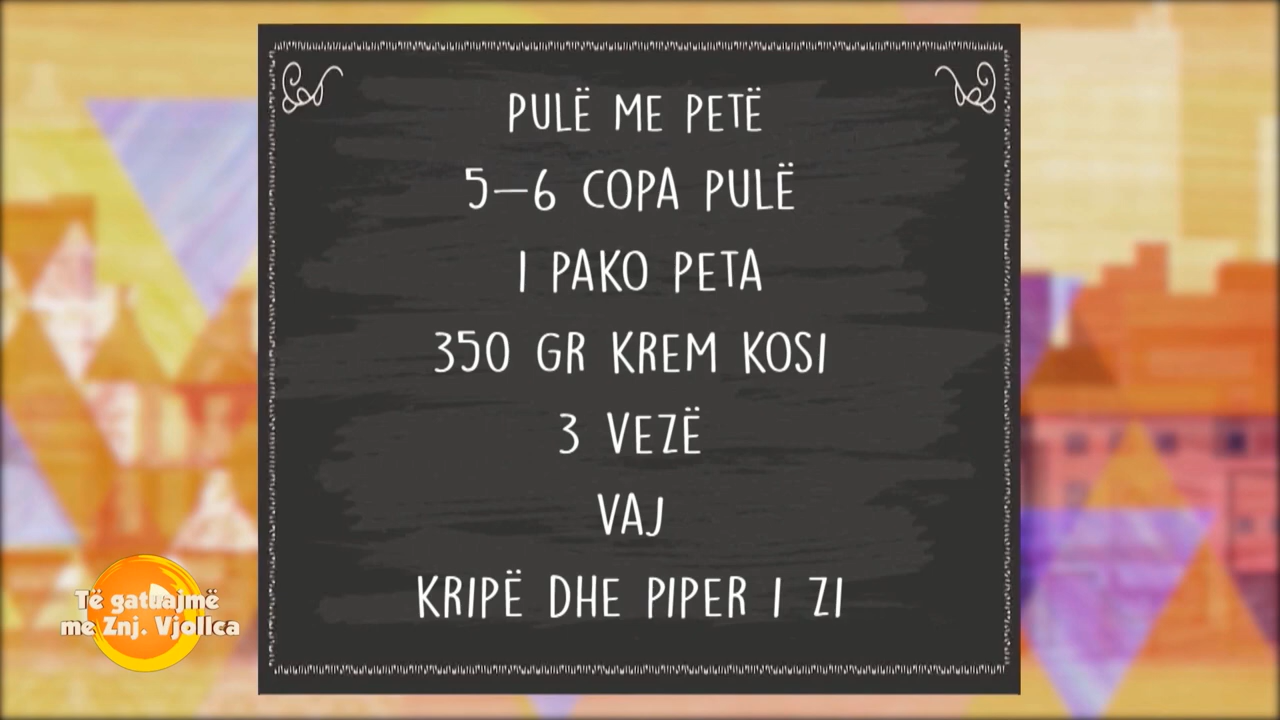 PULË ME PETË
5–6 COPA PULË
1 PAKO PETA
350 GR KREM KOSI
3 VEZË
VAJ
KRIPË DHE PIPER I ZI
Të gatuajmë
me Znj. Vjollca